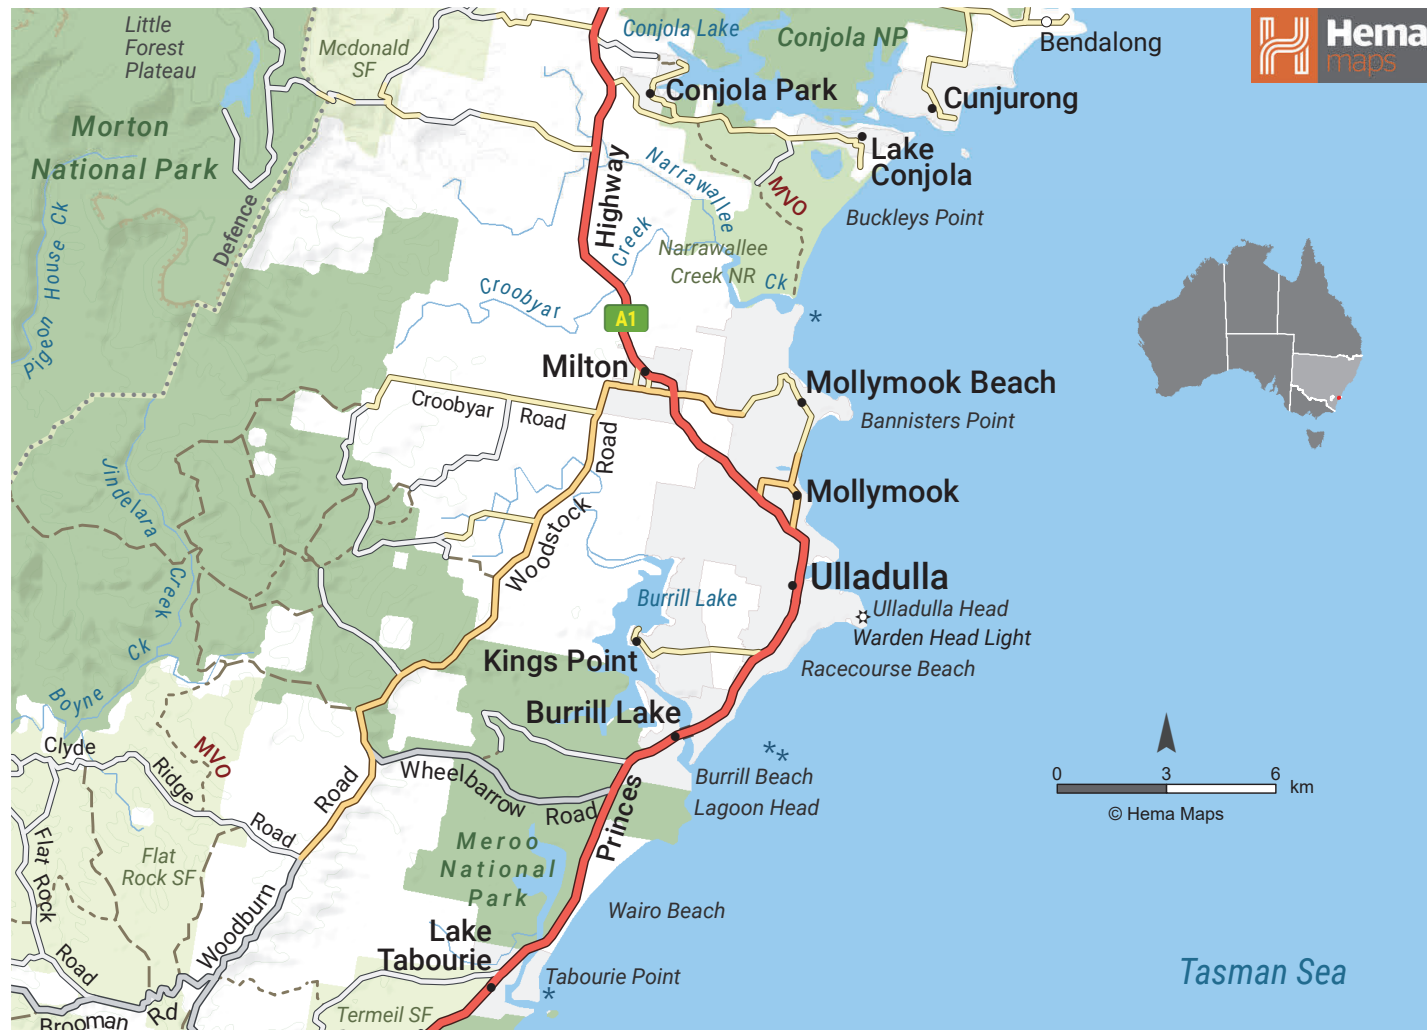 Little
Forest
Plateau
Mcdonald
SF
Conjola Lake
Conjola NP
Bendalong
Hema
maps
Conjola Park
Cunjurong
Morton
National Park
Lake
Conjola
Highway
Narrawallee
MVO
Buckleys Point
Defence
Pigeon House Ck
Creek
Narrawallee
Creek NR
Ck
Croobyar
A1
*
Milton
Mollymook Beach
Bannisters Point
Croobyar Road
Road
Woodstock
Mollymook
Jindelara
Creek
Ulladulla
Burrill Lake
Ulladulla Head
Warden Head Light
Racecourse Beach
Kings Point
Ck
Boyne
Burrill Lake
MVO
Clyde
Ridge
Road
Road
Wheelbarrow
Road
Princes
**
Burrill Beach
Lagoon Head
0 3 6 km
© Hema Maps
Meroo
National
Park
Flat
Rock SF
Flat Rock
Road
Woodburn
Wairo Beach
Lake
Tabourie
Tabourie Point
*
Tasman Sea
Termeil SF
Brooman Rd